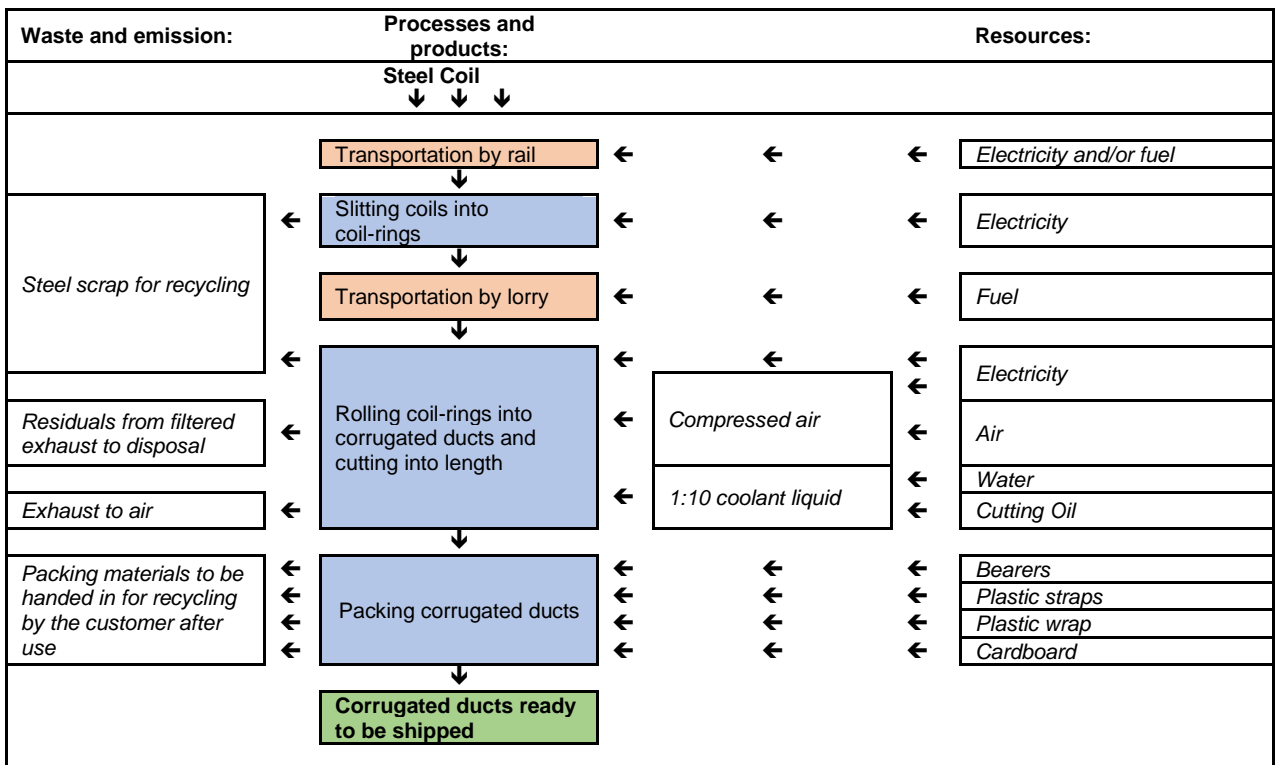 Waste and emission:
Processes and
products:
Resources:
Steel Coil
Transportation by rail
Electricity and/or fuel
Steel scrap for recycling
Slitting coils into
coil-rings
Electricity
Transportation by lorry
Fuel
Rolling coil-rings into
corrugated ducts and
cutting into length
Electricity
Compressed air
Residuals from filtered
exhaust to disposal
Air
1:10 coolant liquid
Water
Exhaust to air
Cutting Oil
Packing materials to be
handed in for recycling
by the customer after
use
Packing corrugated ducts
Bearers
Plastic straps
Plastic wrap
Cardboard
Corrugated ducts ready
to be shipped